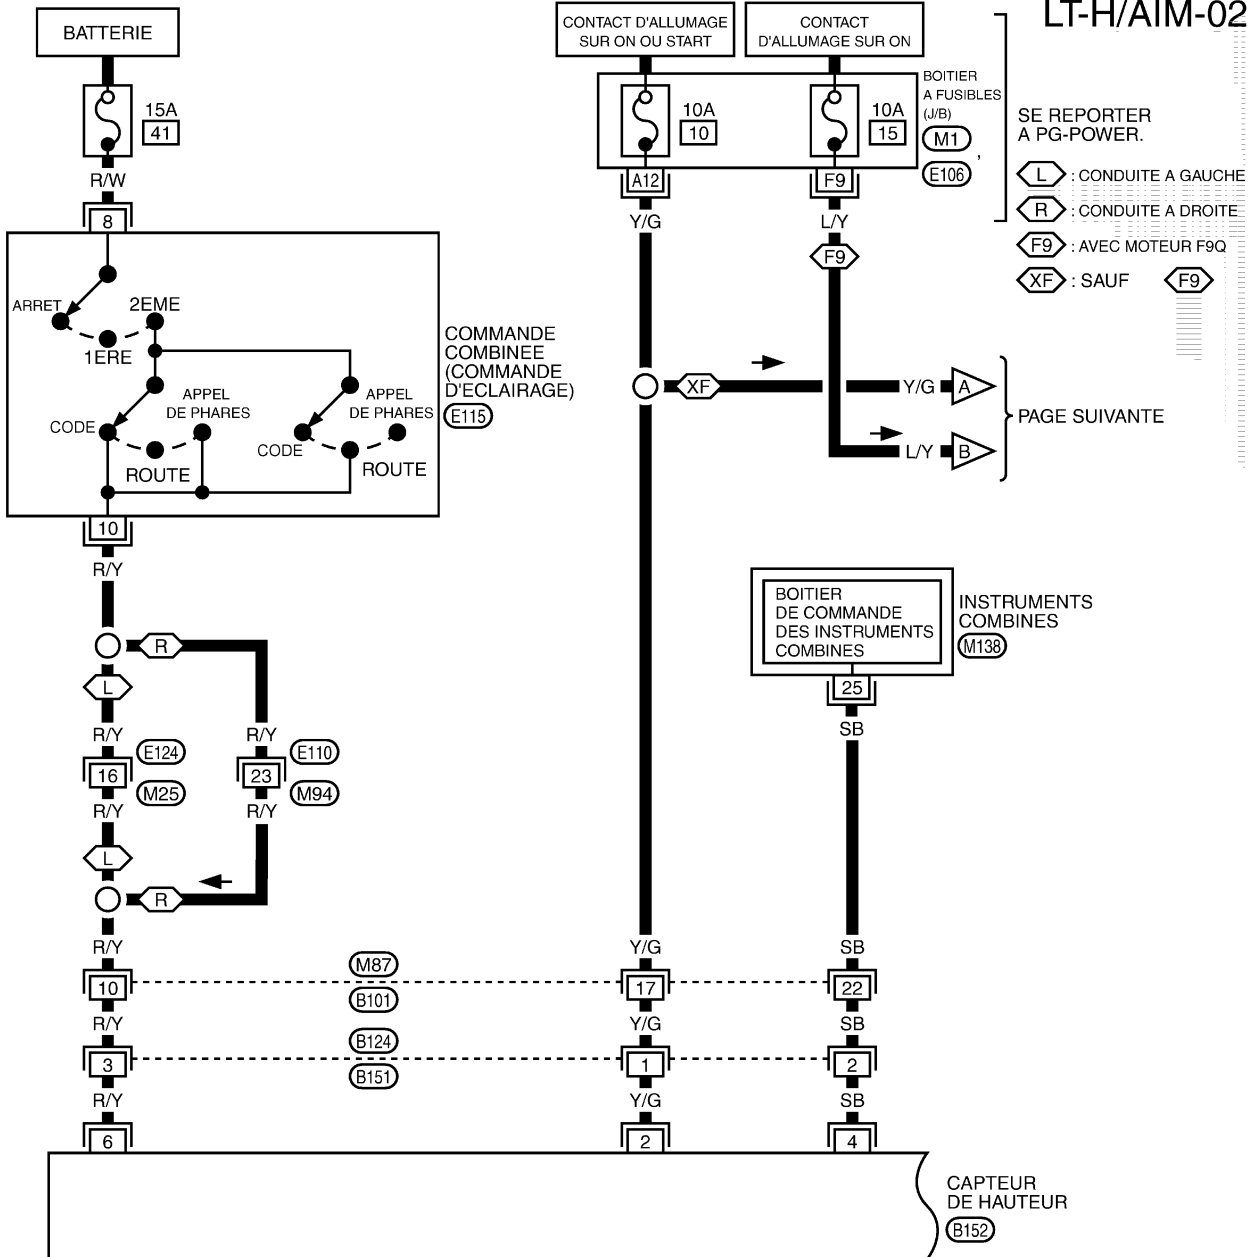 LT-H/AIM-02
BATTERIE
CONTACT D'ALLUMAGE
SUR ON OU START
CONTACT
D'ALLUMAGE SUR ON
15A
41
10A
10
10A
15
BOITIER
A FUSIBLES
(J/B)
M1
,
E106
SE REPORTER
A PG-POWER.
L : CONDUITE A GAUCHE
R : CONDUITE A DROITE
F9 : AVEC MOTEUR F9Q
XF : SAUF F9
R/W
8
A12
F9
Y/G
L/Y
F9
ARRET
2EME
1ERE
APPEL
DE PHARES
CODE
ROUTE
APPEL
DE PHARES
CODE
ROUTE
COMMANDE
COMBINEE
(COMMANDE
D'ECLAIRAGE)
E115
XF
Y/G
A
L/Y
B
PAGE SUIVANTE
10
R/Y
R
L
R/Y
R/Y
E124
16
M25
E110
23
M94
R/Y
R/Y
L
R
BOITIER
DE COMMANDE
DES INSTRUMENTS
COMBINES
INSTRUMENTS
COMBINES
M138
25
SB
R/Y
Y/G
SB
M87
10
17
22
B101
R/Y
Y/G
SB
B124
3
1
2
B151
R/Y
Y/G
SB
6
2
4
CAPTEUR
DE HAUTEUR
B152